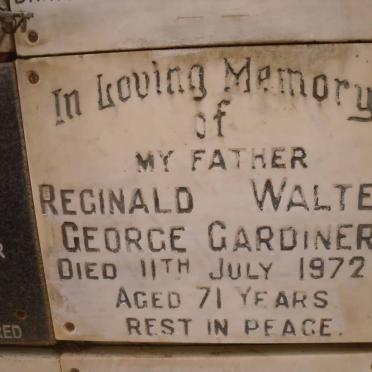 In Loving Memory
of
MY FATHER
REGINALD WALTE
GEORGE GARDINER
DIED 11TH JULY 1972
AGED 71 YEARS
REST IN PEACE.
RED